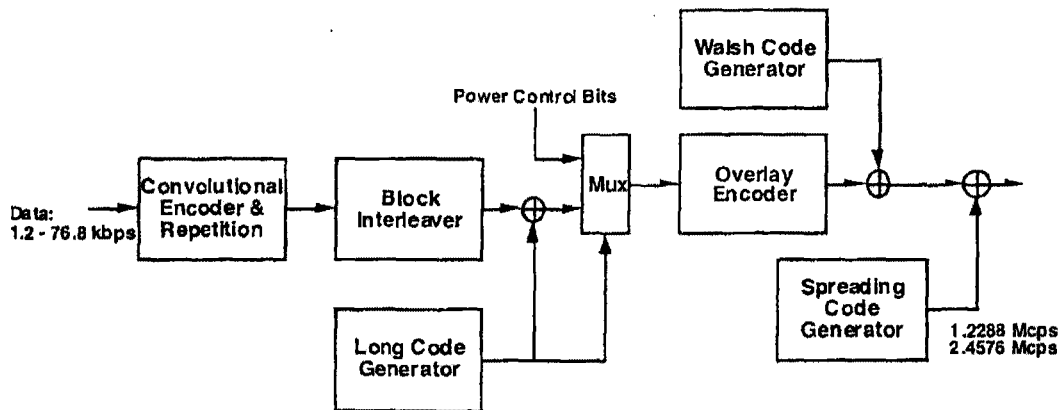 Walsh Code
Generator
Power Control Bits
Convolutional
Encoder &
Repetition
Block
Interleaver
Mux
Overlay
Encoder
Data:
1.2 - 76.8 kbps
Long Code
Generator
Spreading
Code
Generator
1.2288 Mcps
2.4576 Mcps